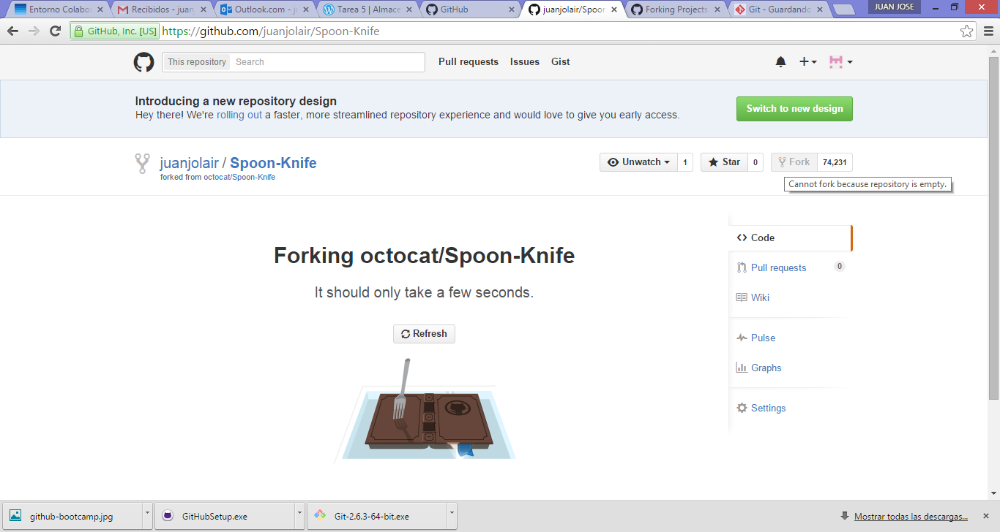 Entorno Colabo
Recibidos - juan
Outlook.com - j
Tarea 5 | Almace
GitHub
juanjolair/Spoon
Forking Projects
Git - Guardando
JUAN JOSE
GitHub, Inc. [US]
https://github.com/juanjolair/Spoon-Knife
This repository
Search
Pull requests
Issues
Gist
Introducing a new repository design
Hey there! We're rolling out a faster, more streamlined repository experience and would love to give you early access.
Switch to new design
juanjolair / Spoon-Knife
forked from octocat/Spoon-Knife
Unwatch 1
Star 0
Fork 74,231
Cannot fork because repository is empty.
Forking octocat/Spoon-Knife
It should only take a few seconds.
Refresh
Code
Pull requests 0
Wiki
Pulse
Graphs
Settings
github-bootcamp.jpg
GitHubSetup.exe
Git-2.6.3-64-bit.exe
Mostrar todas las descargas...